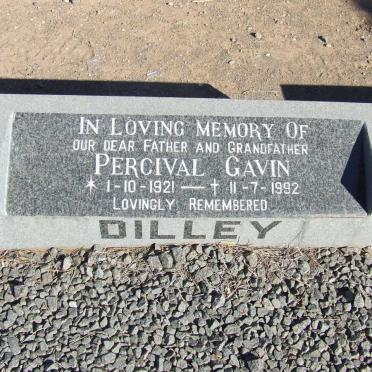 In Loving Memory Of
our dear Father and Grandfather
Percival Gavin
* 1-10-1921 — † 11-7-1992
Lovingly Remembered
DILLEY